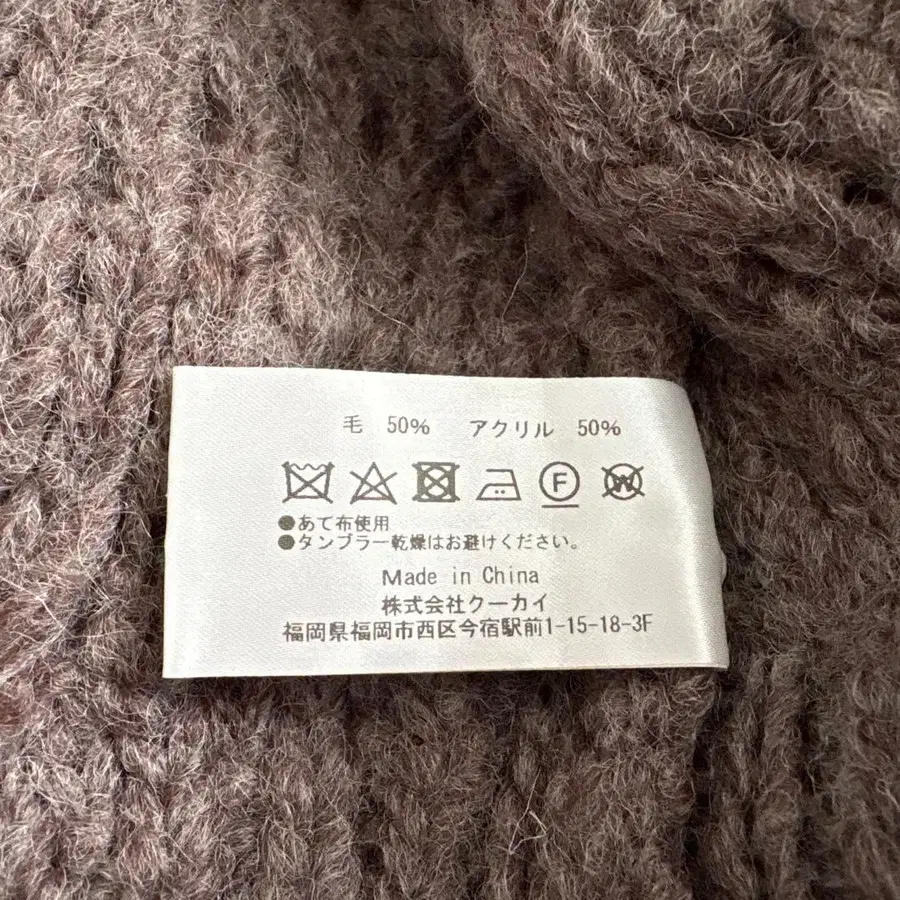 毛 50% アクリル 50%
F W
●あて布使用
●タンブラー乾燥はお避けください。
Made in China
株式会社クーカイ
福岡県福岡市西区今宿駅前1-15-18-3F